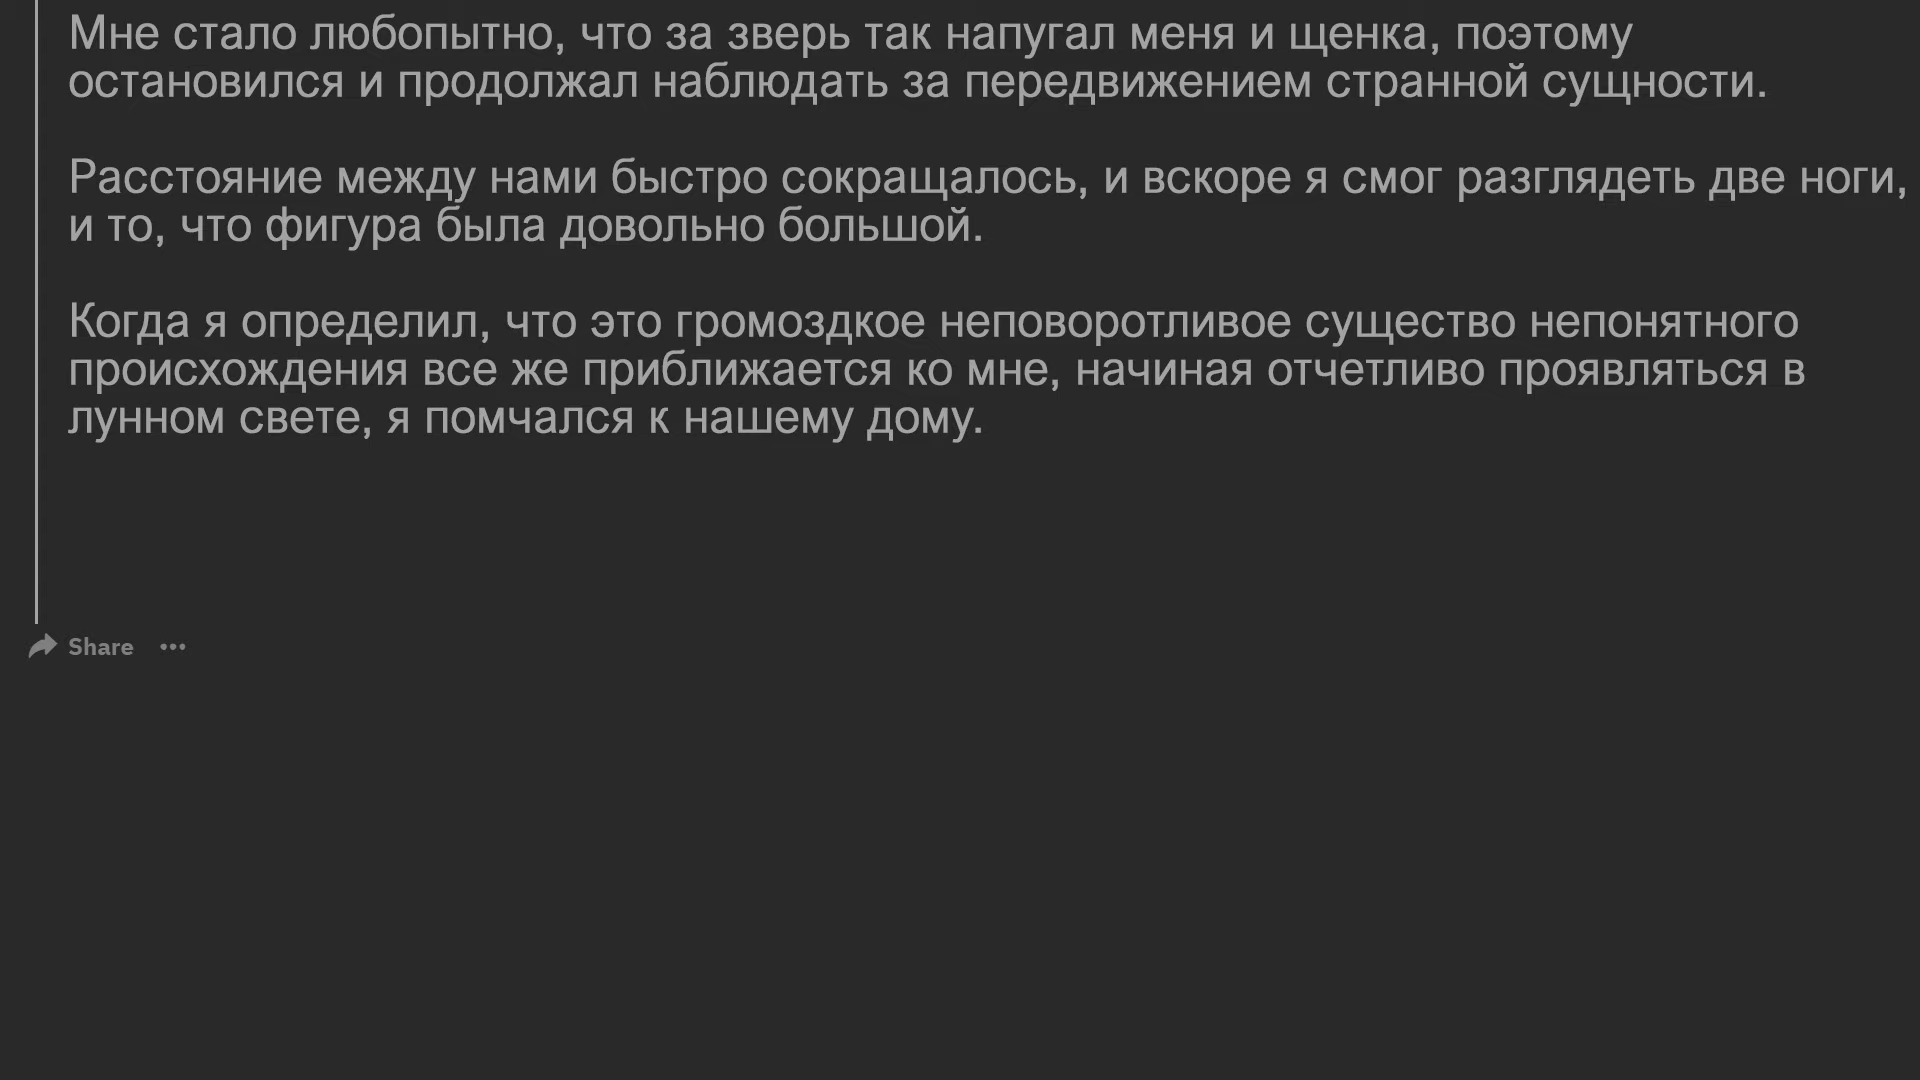 Мне стало любопытно, что за зверь так напугал меня и щенка, поэтому
остановился и продолжал наблюдать за передвижением странной сущности.
Расстояние между нами быстро сокращалось, и вскоре я смог разглядеть две ноги,
и то, что фигура была довольно большой.
Когда я определил, что это громоздкое неповоротливое существо непонятного
происхождения все же приближается ко мне, начиная отчетливо проявляться в
лунном свете, я помчался к нашему дому.
Share